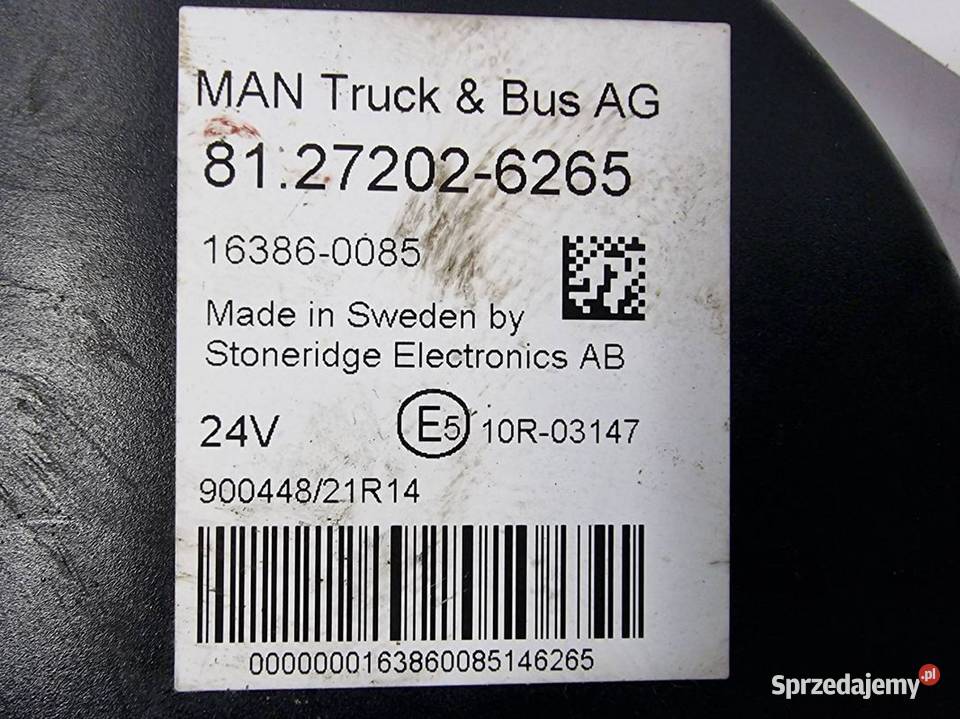 MAN Truck & Bus AG
81.27202-6265
16386-0085
Made in Sweden by
Stoneridge Electronics AB
24V E5 10R-03147
900448/21R14
0000000163860085146265
Sprzedajemy.pl